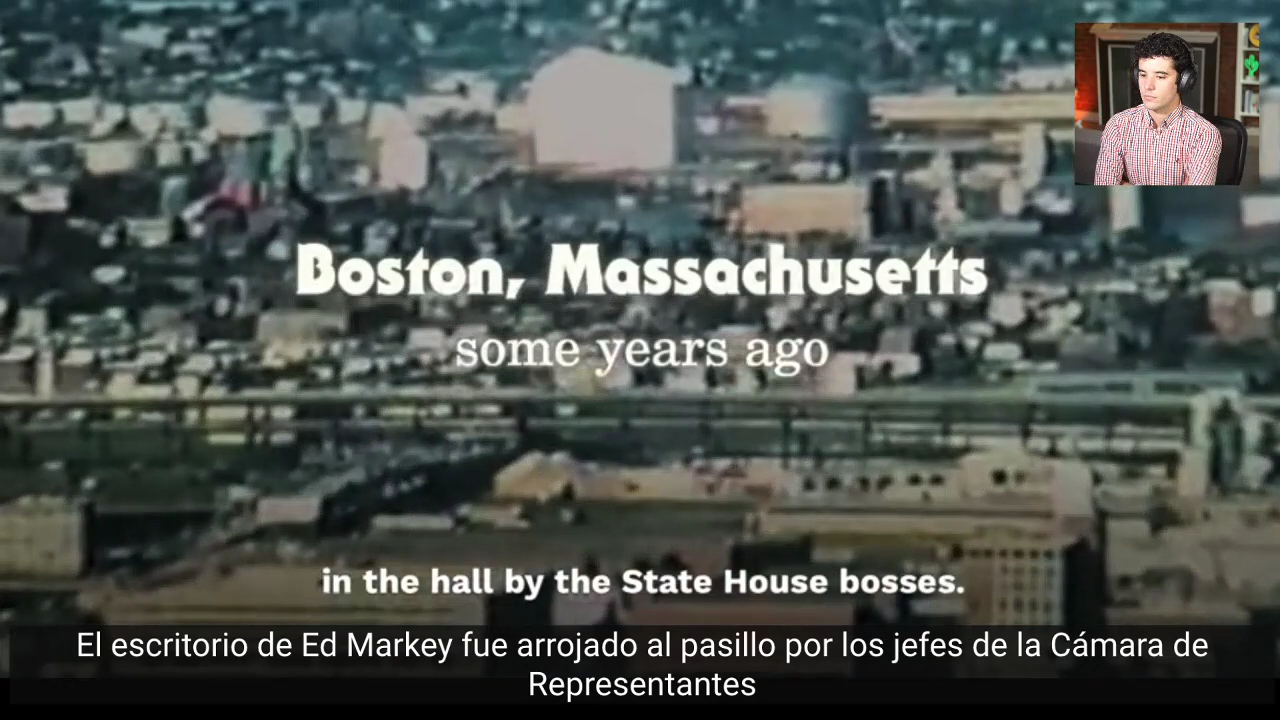 Boston, Massachusetts
some years ago
in the hall by the State House bosses.
El escritorio de Ed Markey fue arrojado al pasillo por los jefes de la Cámara de
Representantes